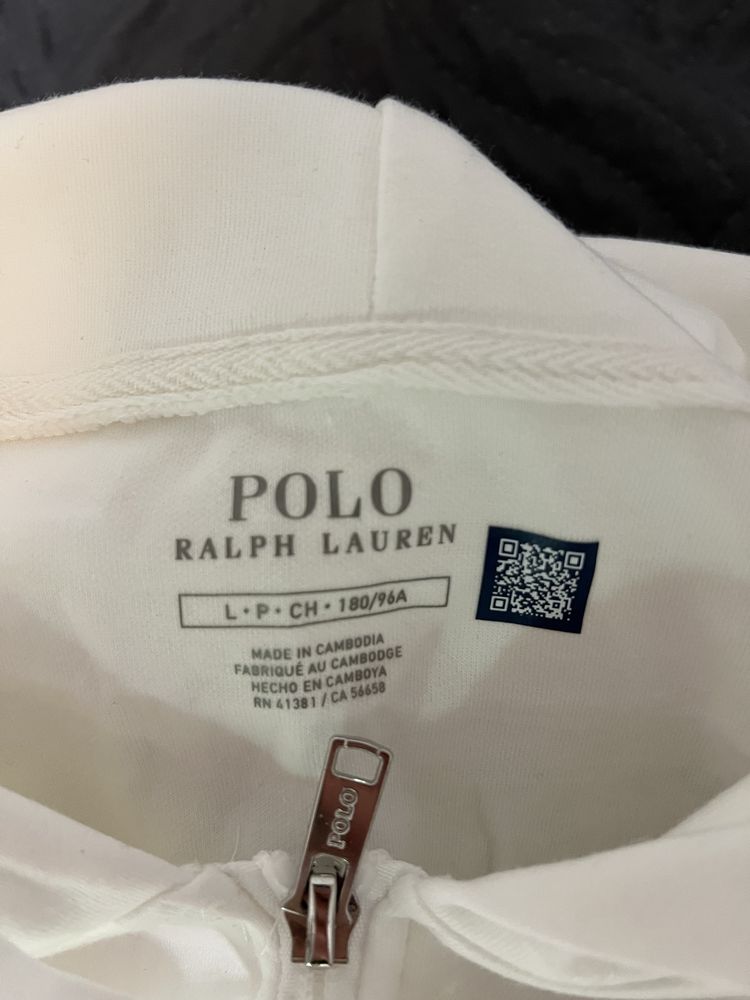 POLO
RALPH LAUREN
L • P • CH • 180/96A
MADE IN CAMBODIA
FABRIQUÉ AU CAMBODGE
HECHO EN CAMBOYA
RN 41381 / CA 56658
POLO